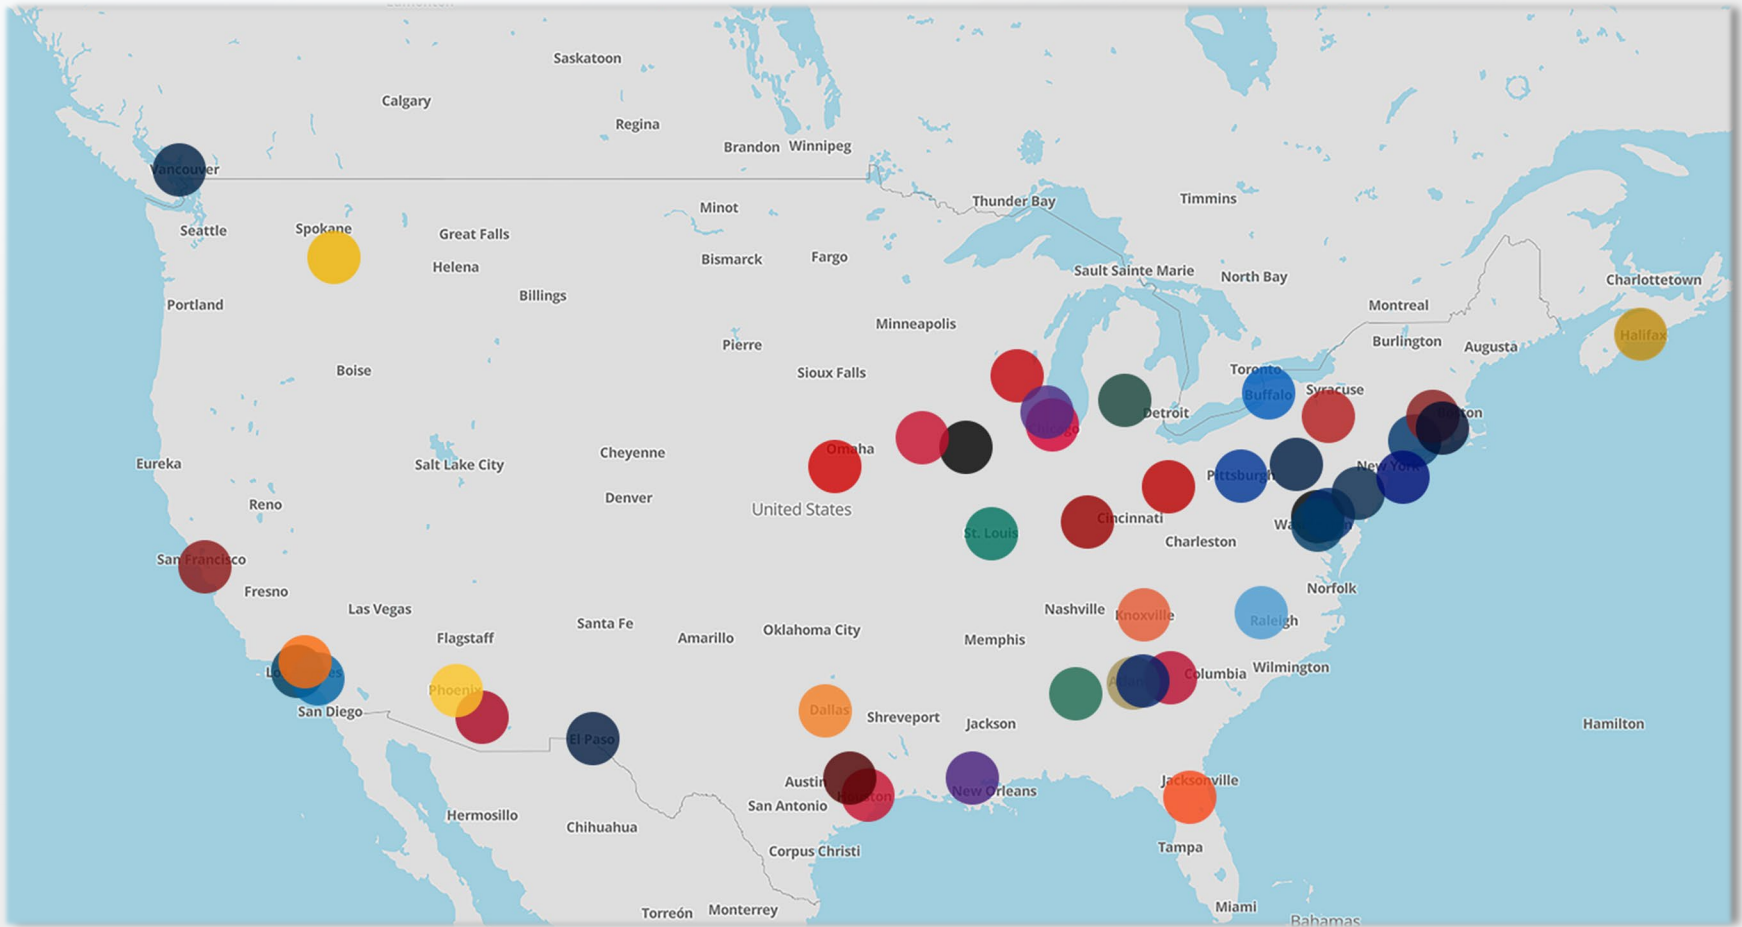 Edmonton
Saskatoon
Calgary
Regina
Brandon
Winnipeg
Vancouver
Thunder Bay
Timmins
Minot
Seattle
Spokane
Great Falls
Bismarck
Fargo
Helena
Sault Sainte Marie
North Bay
Charlottetown
Billings
Portland
Montreal
Minneapolis
Halifax
Pierre
Burlington
Augusta
Boise
Sioux Falls
Toronto
Syracuse
Buffalo
Detroit
Boston
Omaha
Cheyenne
Eureka
Salt Lake City
New York
Pittsburgh
Denver
Reno
United States
Cincinnati
St. Louis
Charleston
San Francisco
Fresno
Norfolk
Las Vegas
Nashville
Knoxville
Santa Fe
Raleigh
Flagstaff
Amarillo
Oklahoma City
Memphis
Wilmington
Columbia
Phoenix
San Diego
Dallas
Shreveport
Jackson
Hamilton
El Paso
Austin
Jacksonville
New Orleans
Houston
San Antonio
Hermosillo
Chihuahua
Corpus Christi
Tampa
Miami
Torreón
Monterrey
Bahamas